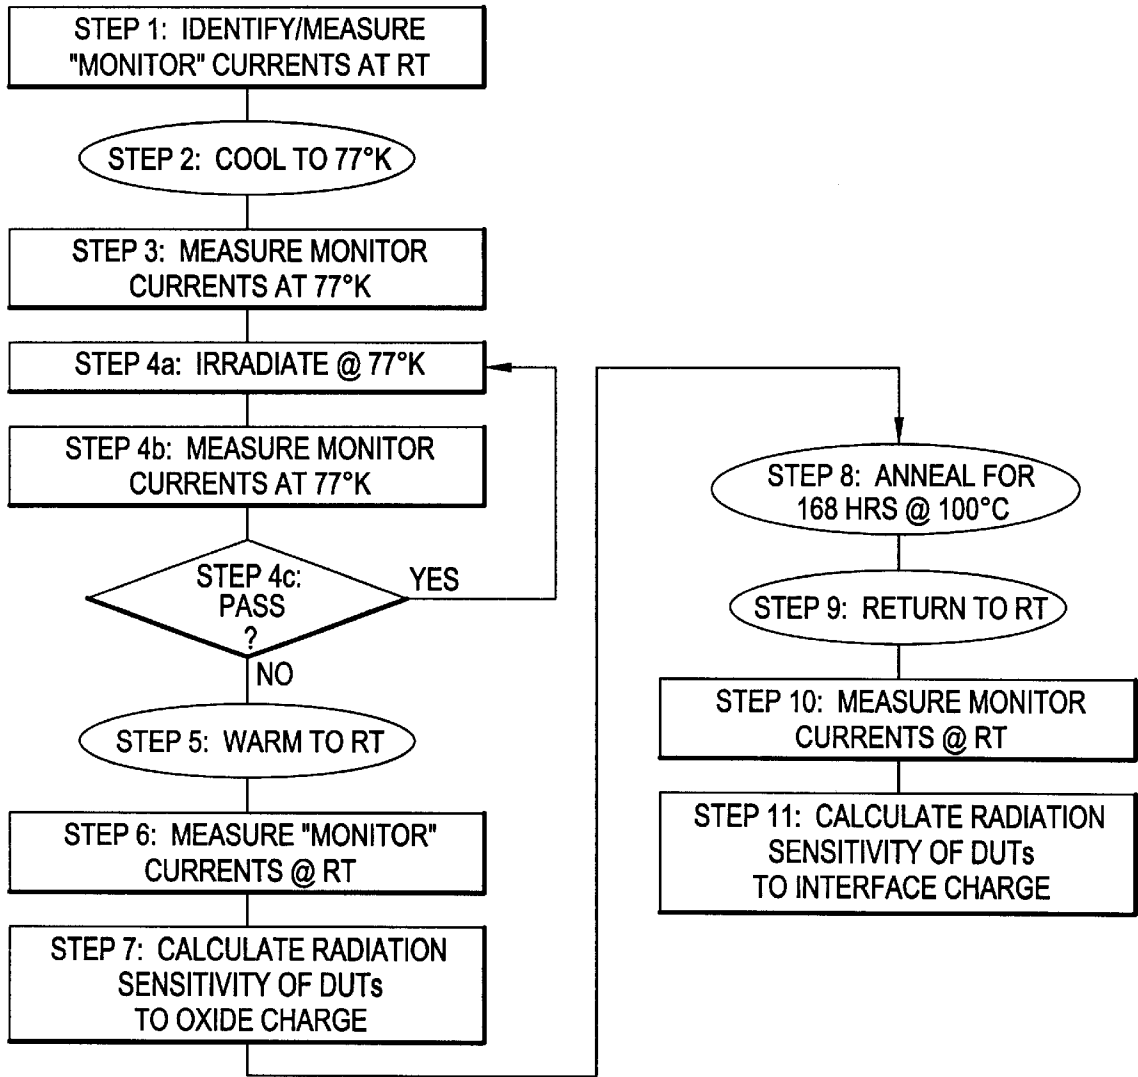 STEP 1: IDENTIFY/MEASURE
"MONITOR" CURRENTS AT RT
STEP 2: COOL TO 77°K
STEP 3: MEASURE MONITOR
CURRENTS AT 77°K
STEP 4a: IRRADIATE @ 77°K
STEP 4b: MEASURE MONITOR
CURRENTS AT 77°K
STEP 4c:
PASS
?
YES
NO
STEP 5: WARM TO RT
STEP 6: MEASURE "MONITOR"
CURRENTS @ RT
STEP 7: CALCULATE RADIATION
SENSITIVITY OF DUTs
TO OXIDE CHARGE
STEP 8: ANNEAL FOR
168 HRS @ 100°C
STEP 9: RETURN TO RT
STEP 10: MEASURE MONITOR
CURRENTS @ RT
STEP 11: CALCULATE RADIATION
SENSITIVITY OF DUTs
TO INTERFACE CHARGE